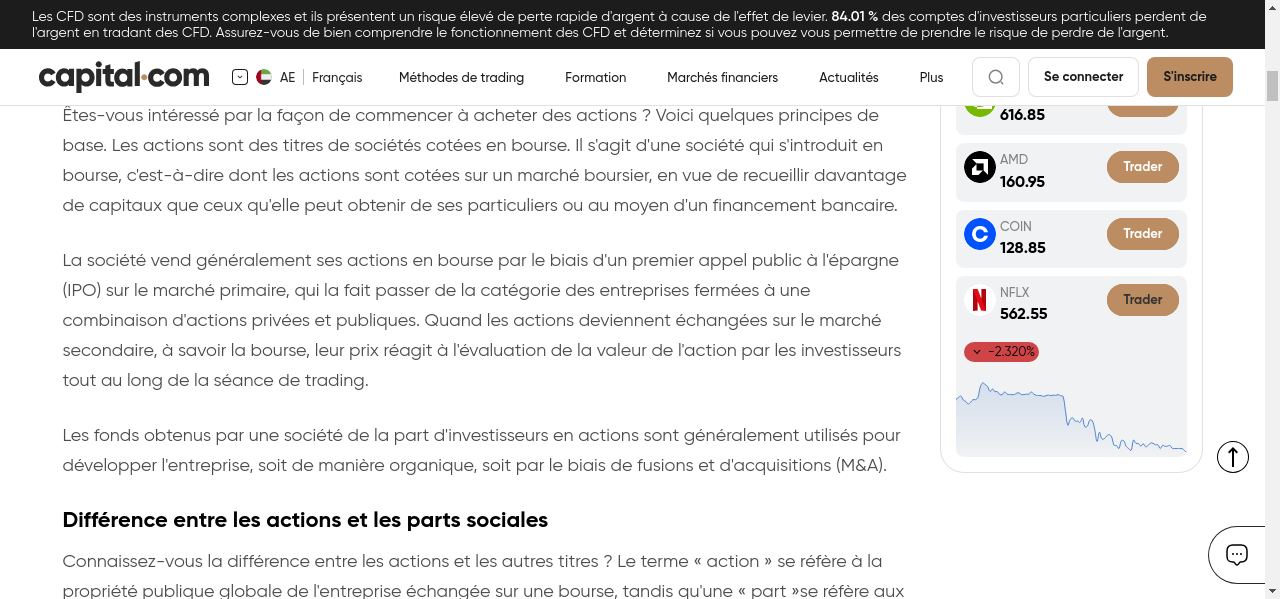 Les CFD sont des instruments complexes et ils présentent un risque élevé de perte rapide d'argent à cause de l'effet de levier. 84.01 % des comptes d'investisseurs particuliers perdent de
l'argent en tradant des CFD. Assurez-vous de bien comprendre le fonctionnement des CFD et déterminez si vous pouvez vous permettre de prendre le risque de perdre de l'argent.
capital.com
AE
Français
Méthodes de trading
Formation
Marchés financiers
Actualités
Plus
Se connecter
S'inscrire
Êtes-vous intéressé par la façon de commencer à acheter des actions ? Voici quelques principes de
base. Les actions sont des titres de sociétés cotées en bourse. Il s'agit d'une société qui s'introduit en
bourse, c'est-à-dire dont les actions sont cotées sur un marché boursier, en vue de recueillir davantage
de capitaux que ceux qu'elle peut obtenir de ses particuliers ou au moyen d'un financement bancaire.
La société vend généralement ses actions en bourse par le biais d'un premier appel public à l'épargne
(IPO) sur le marché primaire, qui la fait passer de la catégorie des entreprises fermées à une
combinaison d'actions privées et publiques. Quand les actions deviennent échangées sur le marché
secondaire, à savoir la bourse, leur prix réagit à l'évaluation de la valeur de l'action par les investisseurs
tout au long de la séance de trading.
Les fonds obtenus par une société de la part d'investisseurs en actions sont généralement utilisés pour
développer l'entreprise, soit de manière organique, soit par le biais de fusions et d'acquisitions (M&A).
Différence entre les actions et les parts sociales
Connaissez-vous la différence entre les actions et les autres titres ? Le terme « action » se réfère à la
propriété publique globale de l'entreprise échangée sur une bourse, tandis qu'une « part »se réfère aux
616.85
AMD
160.95
Trader
COIN
128.85
Trader
NFLX
562.55
Trader
-2.320%